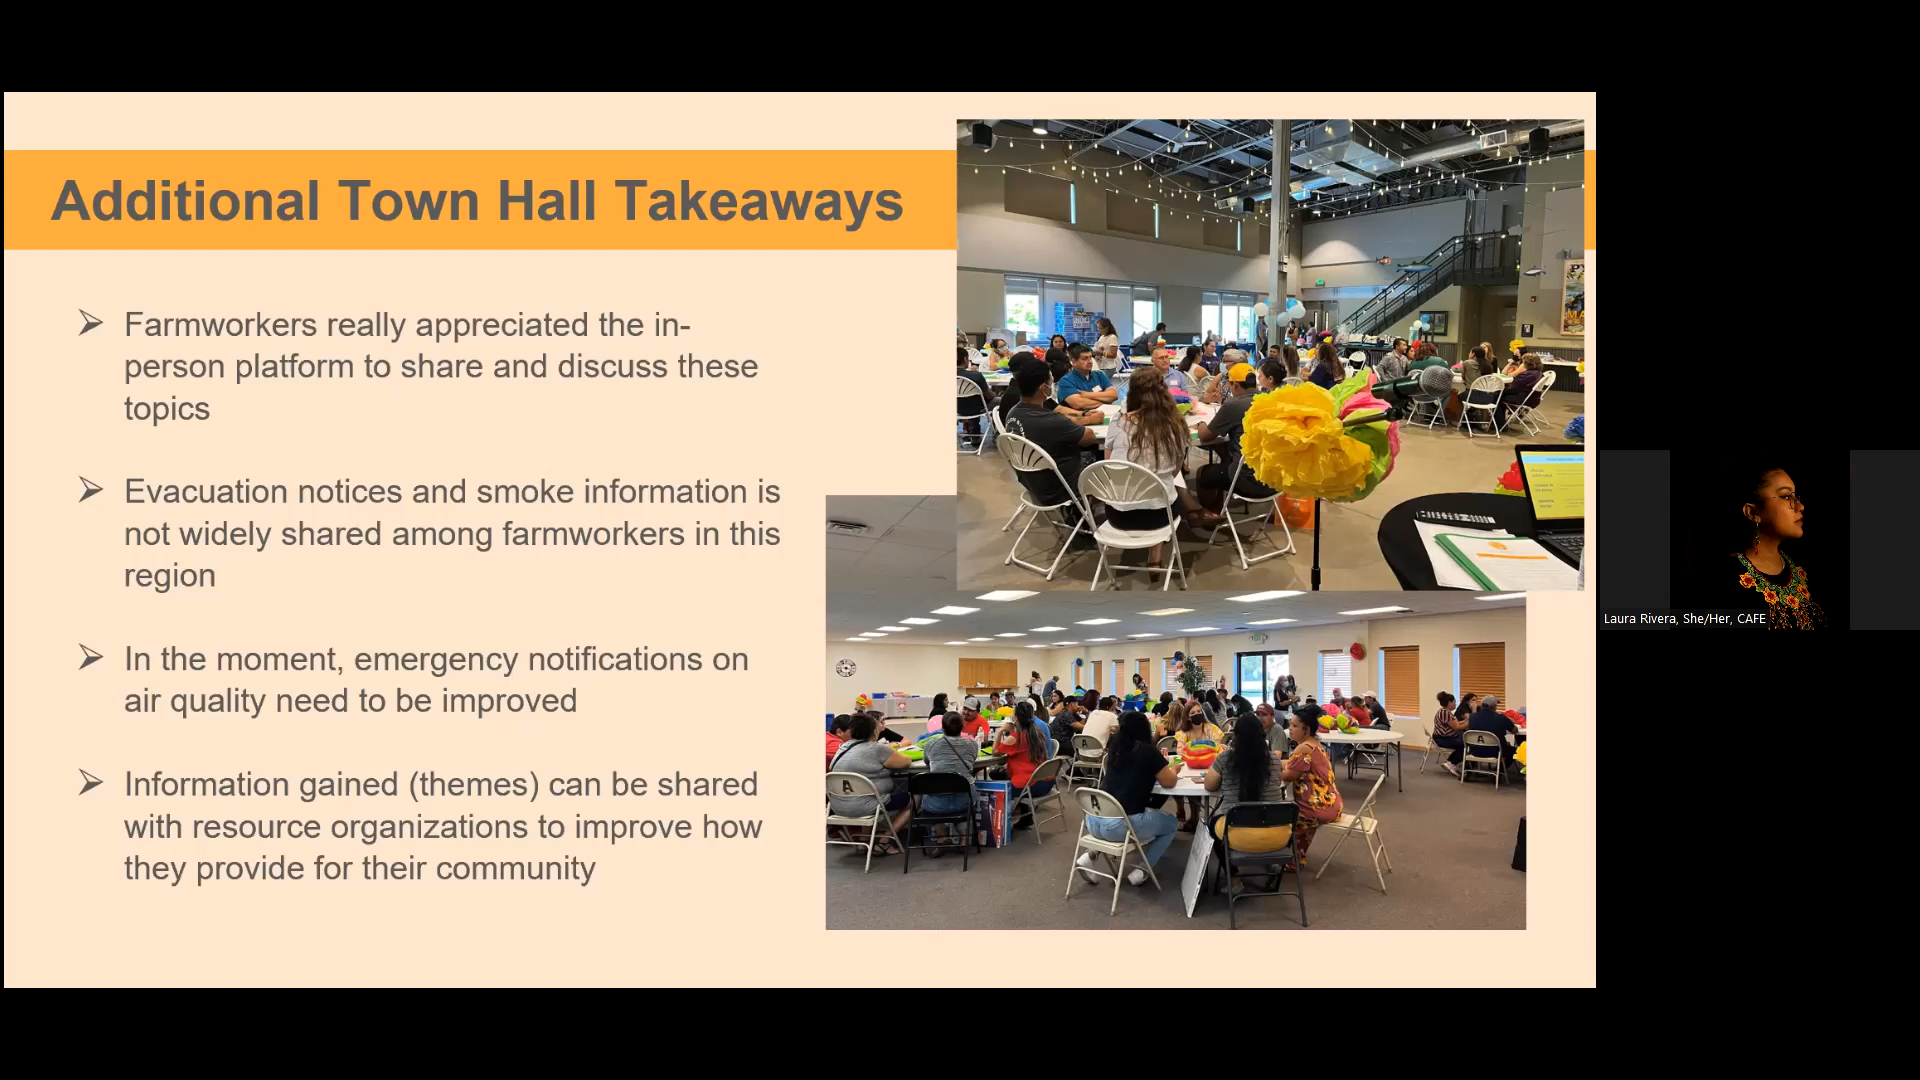 Additional Town Hall Takeaways
Farmworkers really appreciated the in-
person platform to share and discuss these
topics
Evacuation notices and smoke information is
not widely shared among farmworkers in this
region
In the moment, emergency notifications on
air quality need to be improved
Information gained (themes) can be shared
with resource organizations to improve how
they provide for their community
Laura Rivera, She/Her, CAFE